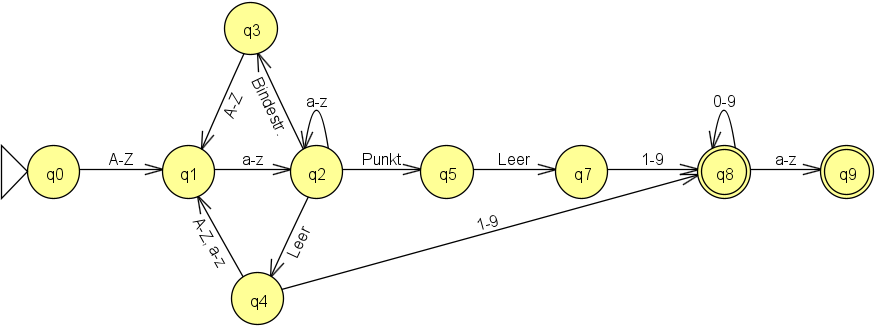 q3
A-Z
Bindestr.
a-z
0-9
q0
A-Z
q1
a-z
q2
Punkt
q5
Leer
q7
1-9
q8
a-z
q9
A-Z, a-z
Leer
1-9
q4